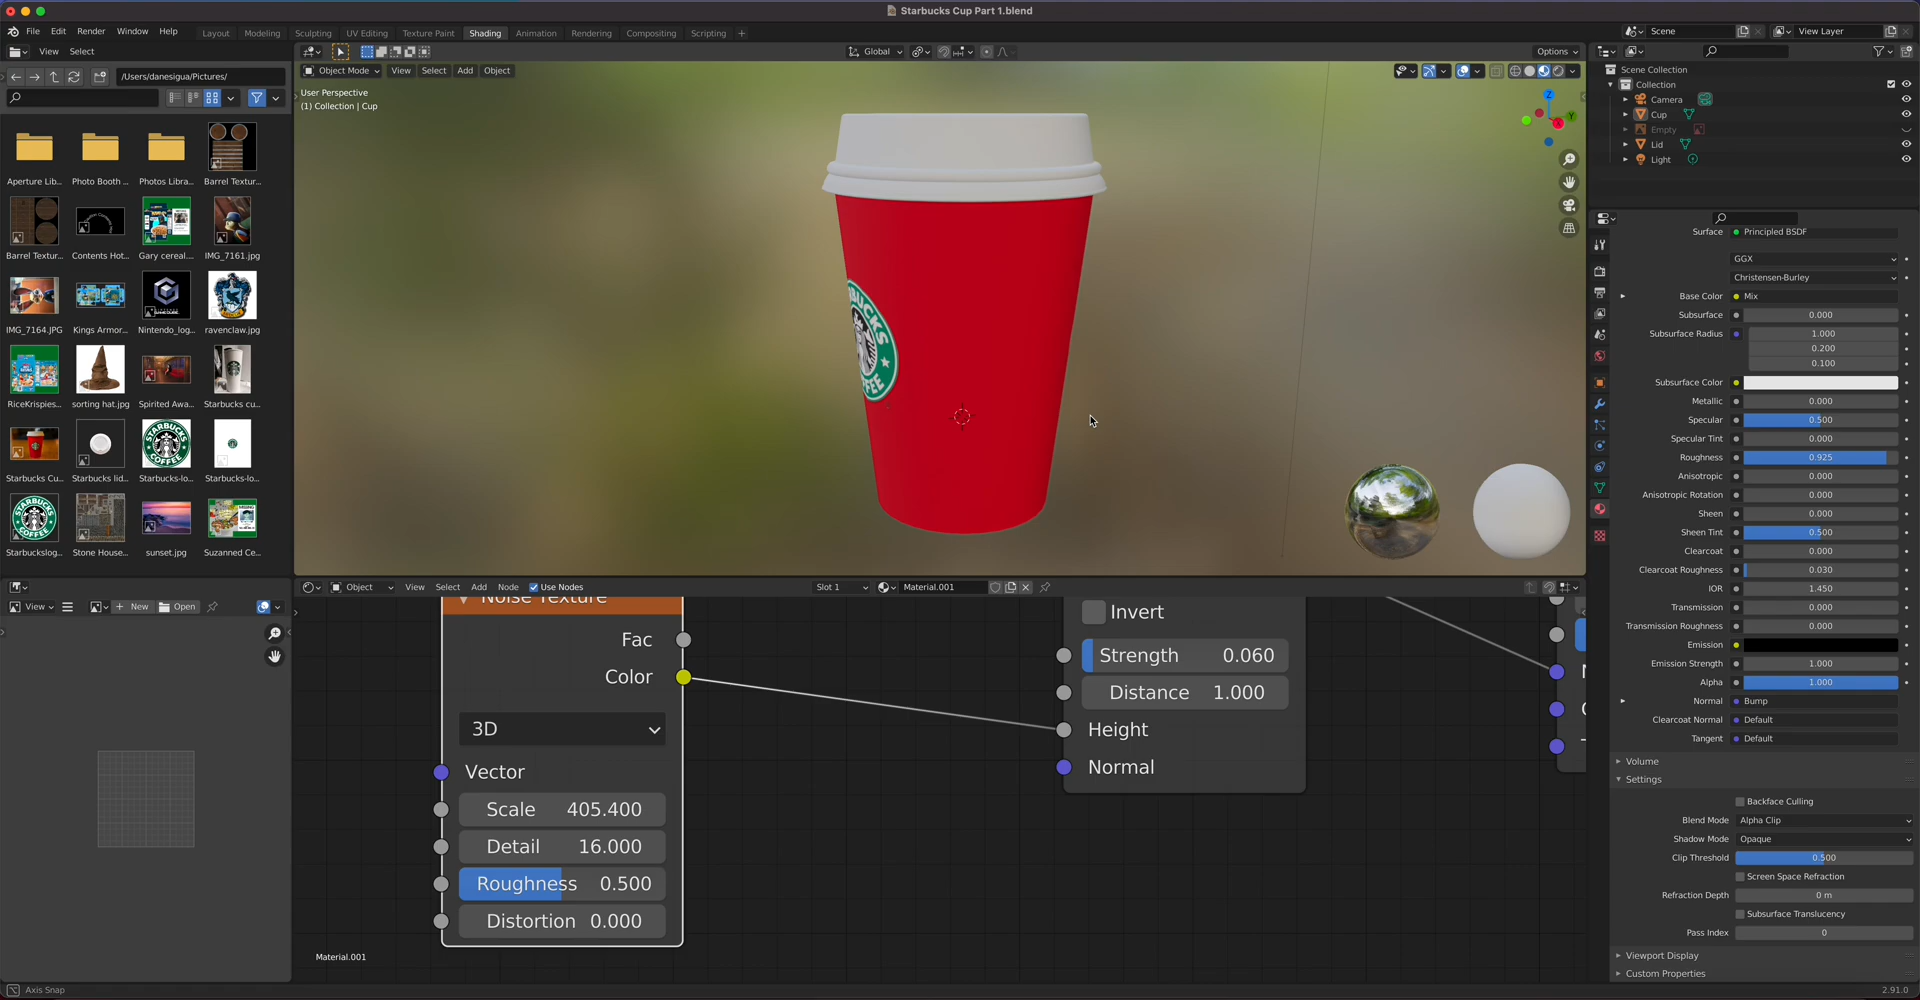 Starbucks Cup Part 1.blend
File Edit Render Window Help
Layout Modeling Sculpting UV Editing Texture Paint Shading Animation Rendering Compositing Scripting +
Scene
View Layer
View Select
Global
Options
/Users/danesigua/Pictures/
Object Mode View Select Add Object
User Perspective
(1) Collection | Cup
Aperture Lib... Photo Booth ... Photos Libra... Barrel Textur...
Barrel Textur... Contents Hot... Gary cereal.... IMG_7161.jpg
IMG_7164.JPG Kings Armor... Nintendo_log... ravenclaw.jpg
RiceKrispies... sorting hat.jpg Spirited Awa... Starbucks cu...
Starbucks Cu... Starbucks lid... Starbucks-lo... Starbucks-lo...
Starbuckslog... Stone House... sunset.jpg Suzanned Ce...
STARBUCKS
COFFEE
STARBUCKS
COFFEE
BUCKS
FFEE
Z
Y
X
Scene Collection
Collection
Camera
Cup
Empty
Lid
Light
Surface Principled BSDF
GGX
Christensen-Burley
Base Color Mix
Subsurface 0.000
Subsurface Radius 1.000
0.200
0.100
Subsurface Color
Metallic 0.000
Specular 0.500
Specular Tint 0.000
Roughness 0.925
Anisotropic 0.000
Anisotropic Rotation 0.000
Sheen 0.000
Sheen Tint 0.500
Clearcoat 0.000
Clearcoat Roughness 0.030
IOR 1.450
Transmission 0.000
Transmission Roughness 0.000
Emission
Emission Strength 1.000
Alpha 1.000
Normal Bump
Clearcoat Normal Default
Tangent Default
Volume
Settings
Backface Culling
Blend Mode Alpha Clip
Shadow Mode Opaque
Clip Threshold 0.500
Screen Space Refraction
Refraction Depth 0 m
Subsurface Translucency
Pass Index 0
Viewport Display
Custom Properties
View New Open
Object View Select Add Node Use Nodes Slot 1 Material.001
Noise Texture
Fac
Color
3D
Vector
Scale 405.400
Detail 16.000
Roughness 0.500
Distortion 0.000
Invert
Strength 0.060
Distance 1.000
Height
Normal
Material.001
Axis Snap
2.91.0